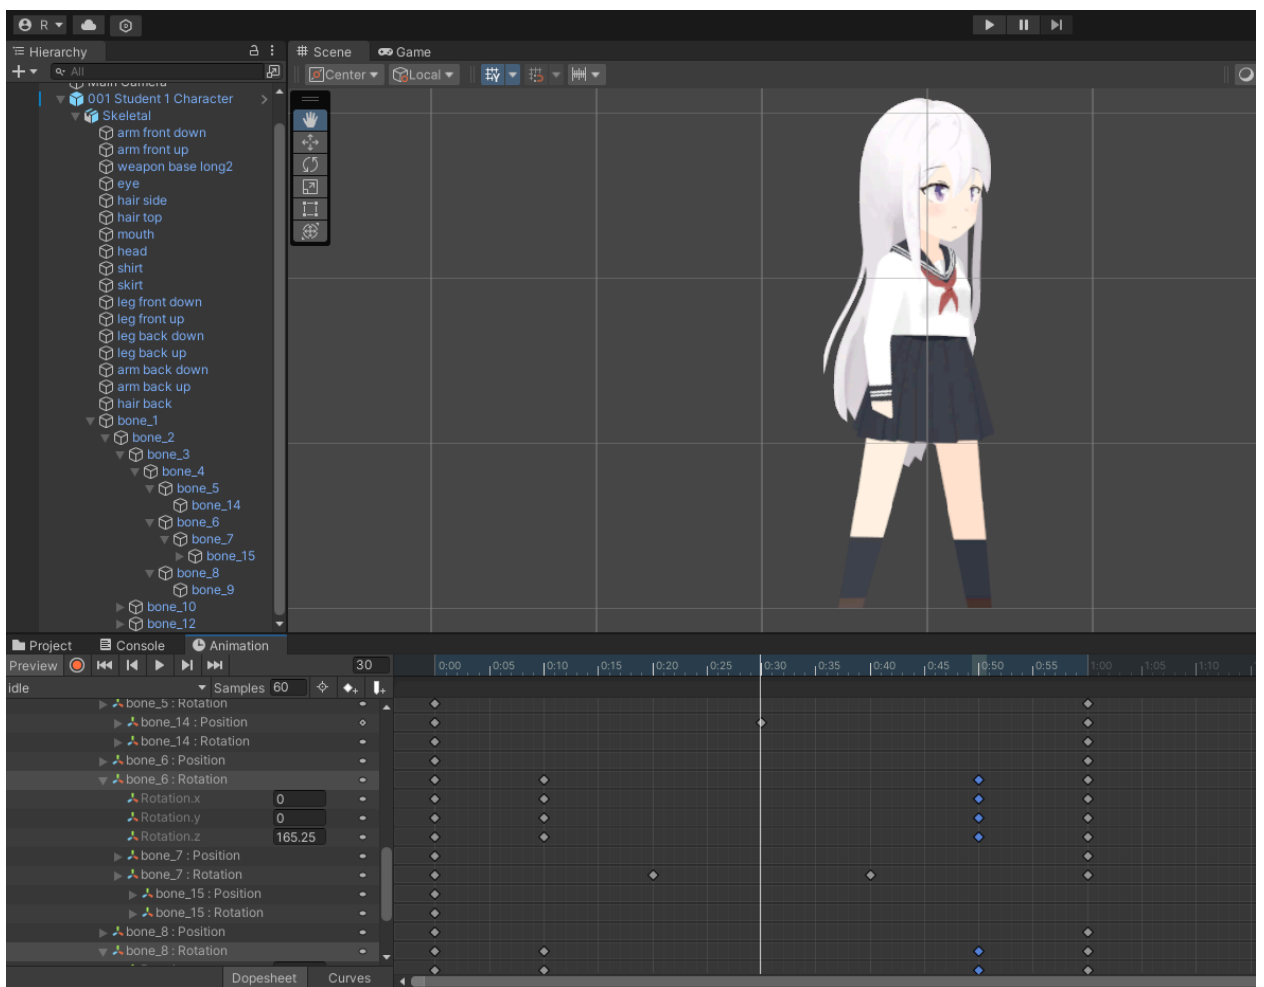 R
Hierarchy
# Scene
Game
All
Center
Local
Main Camera
001 Student 1 Character
Skeletal
arm front down
arm front up
weapon base long2
eye
hair side
hair top
mouth
head
shirt
skirt
leg front down
leg front up
leg back down
leg back up
arm back down
arm back up
hair back
bone_1
bone_2
bone_3
bone_4
bone_5
bone_14
bone_6
bone_7
bone_15
bone_8
bone_9
bone_10
bone_12
Project
Console
Animation
Preview
30
0:00 0:05 0:10 0:15 0:20 0:25 0:30 0:35 0:40 0:45 0:50 0:55 1:00 1:05 1:10
idle
Samples 60
bone_5 : Rotation
bone_14 : Position
bone_14 : Rotation
bone_6 : Position
bone_6 : Rotation
Rotation.x 0
Rotation.y 0
Rotation.z 165.25
bone_7 : Position
bone_7 : Rotation
bone_15 : Position
bone_15 : Rotation
bone_8 : Position
bone_8 : Rotation
Dopesheet
Curves